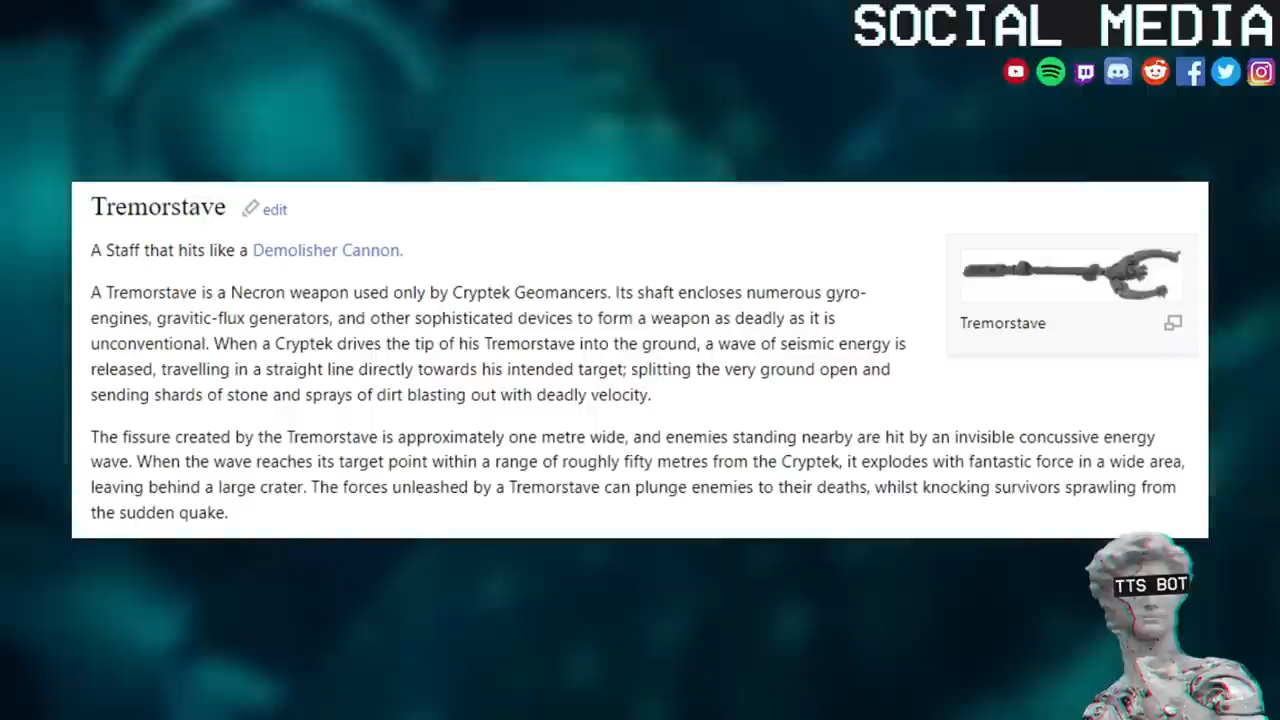 SOCIAL MEDIA
Tremorstave edit
A Staff that hits like a Demolisher Cannon.
A Tremorstave is a Necron weapon used only by Cryptek Geomancers. Its shaft encloses numerous gyro-
engines, gravitic-flux generators, and other sophisticated devices to form a weapon as deadly as it is
unconventional. When a Cryptek drives the tip of his Tremorstave into the ground, a wave of seismic energy is
released, travelling in a straight line directly towards his intended target; splitting the very ground open and
sending shards of stone and sprays of dirt blasting out with deadly velocity.
Tremorstave
The fissure created by the Tremorstave is approximately one metre wide, and enemies standing nearby are hit by an invisible concussive energy
wave. When the wave reaches its target point within a range of roughly fifty metres from the Cryptek, it explodes with fantastic force in a wide area,
leaving behind a large crater. The forces unleashed by a Tremorstave can plunge enemies to their deaths, whilst knocking survivors sprawling from
the sudden quake.
TTS BOT